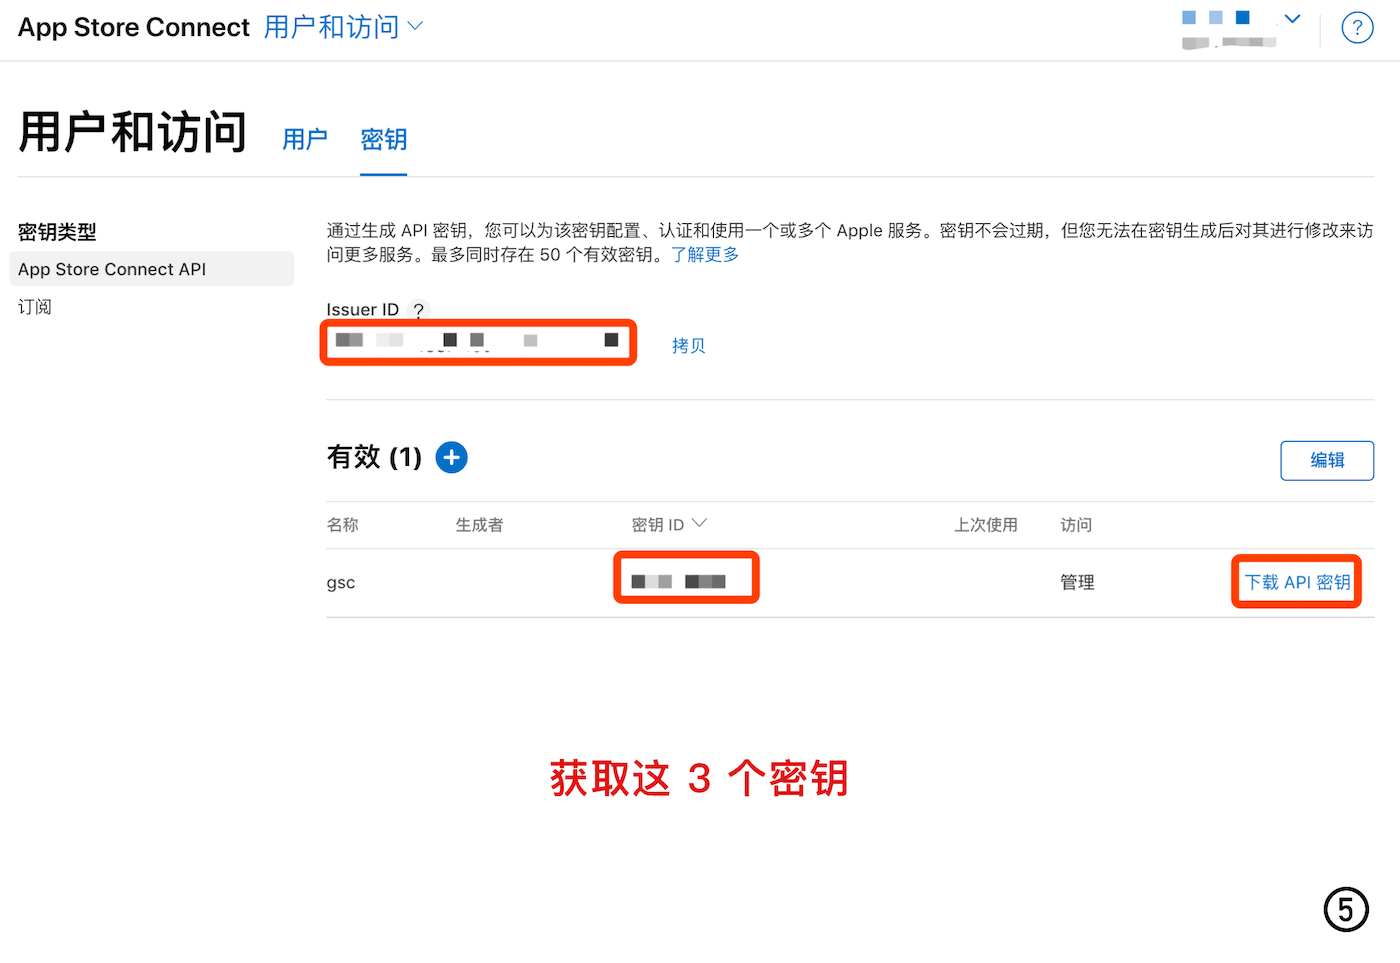 App Store Connect 用户和访问
?
用户和访问 用户 密钥
密钥类型
App Store Connect API
订阅
通过生成 API 密钥，您可以为该密钥配置、认证和使用一个或多个 Apple 服务。密钥不会过期，但您无法在密钥生成后对其进行修改来访
问更多服务。最多同时存在 50 个有效密钥。了解更多
Issuer ID ?
拷贝
有效 (1) +
编辑
名称 生成者 密钥 ID 上次使用 访问
gsc 管理 下载 API 密钥
获取这 3 个密钥
⑤